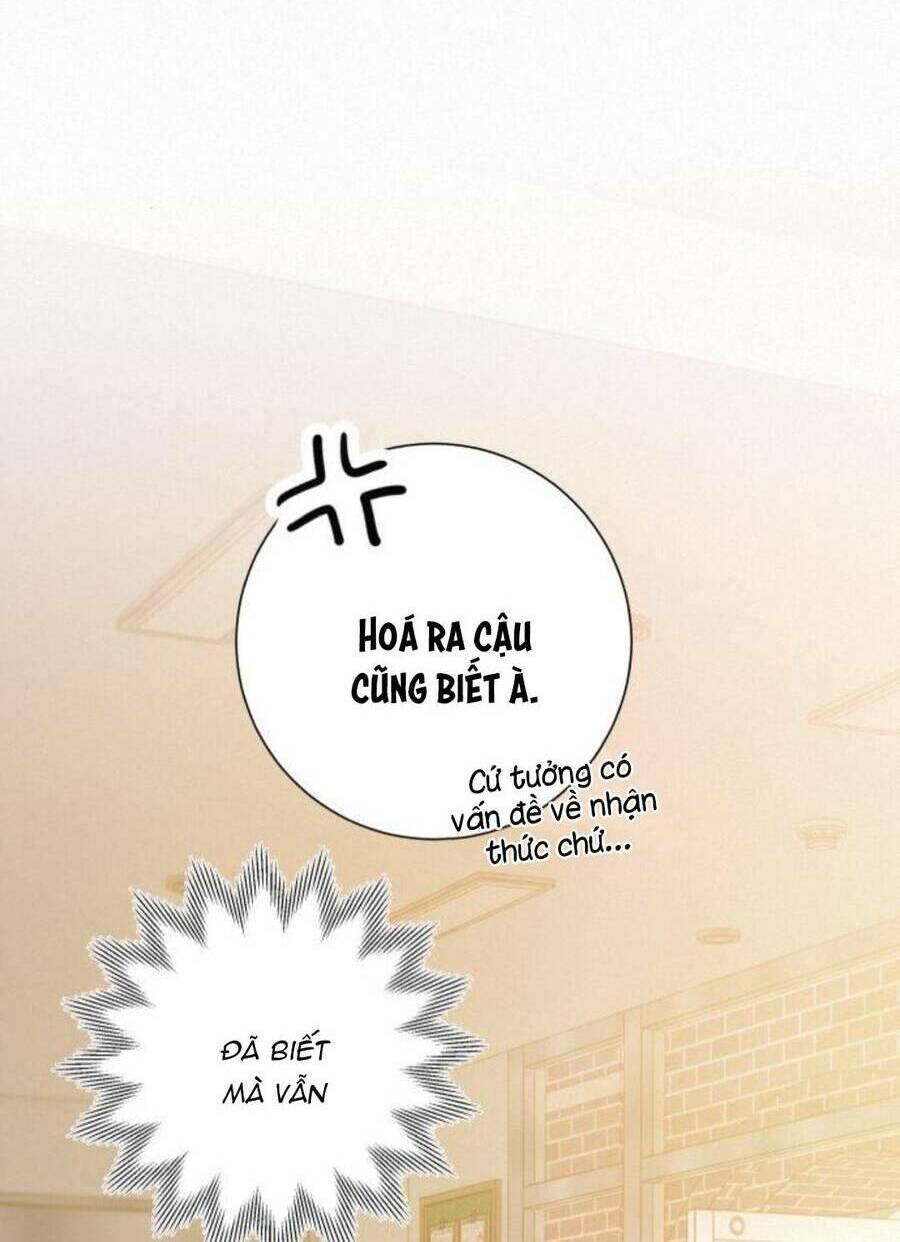 HOÁ RA CẬU
CŨNG BIẾT À.
Cứ tưởng có
vấn đề về nhận
thức chứ...
ĐÃ BIẾT
MÀ VẪN